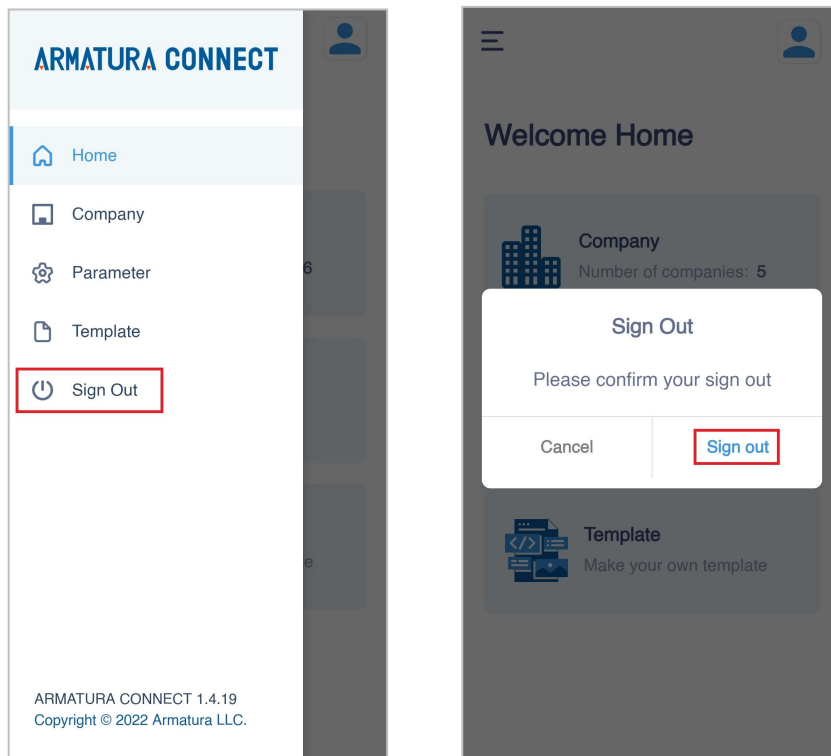 ARMATURA CONNECT
Home
Company
Parameter
Template
Sign Out
6
e
ARMATURA CONNECT 1.4.19
Copyright © 2022 Armatura LLC.
Welcome Home
Company
Number of companies: 5
Sign Out
Please confirm your sign out
Cancel
Sign out
Template
Make your own template